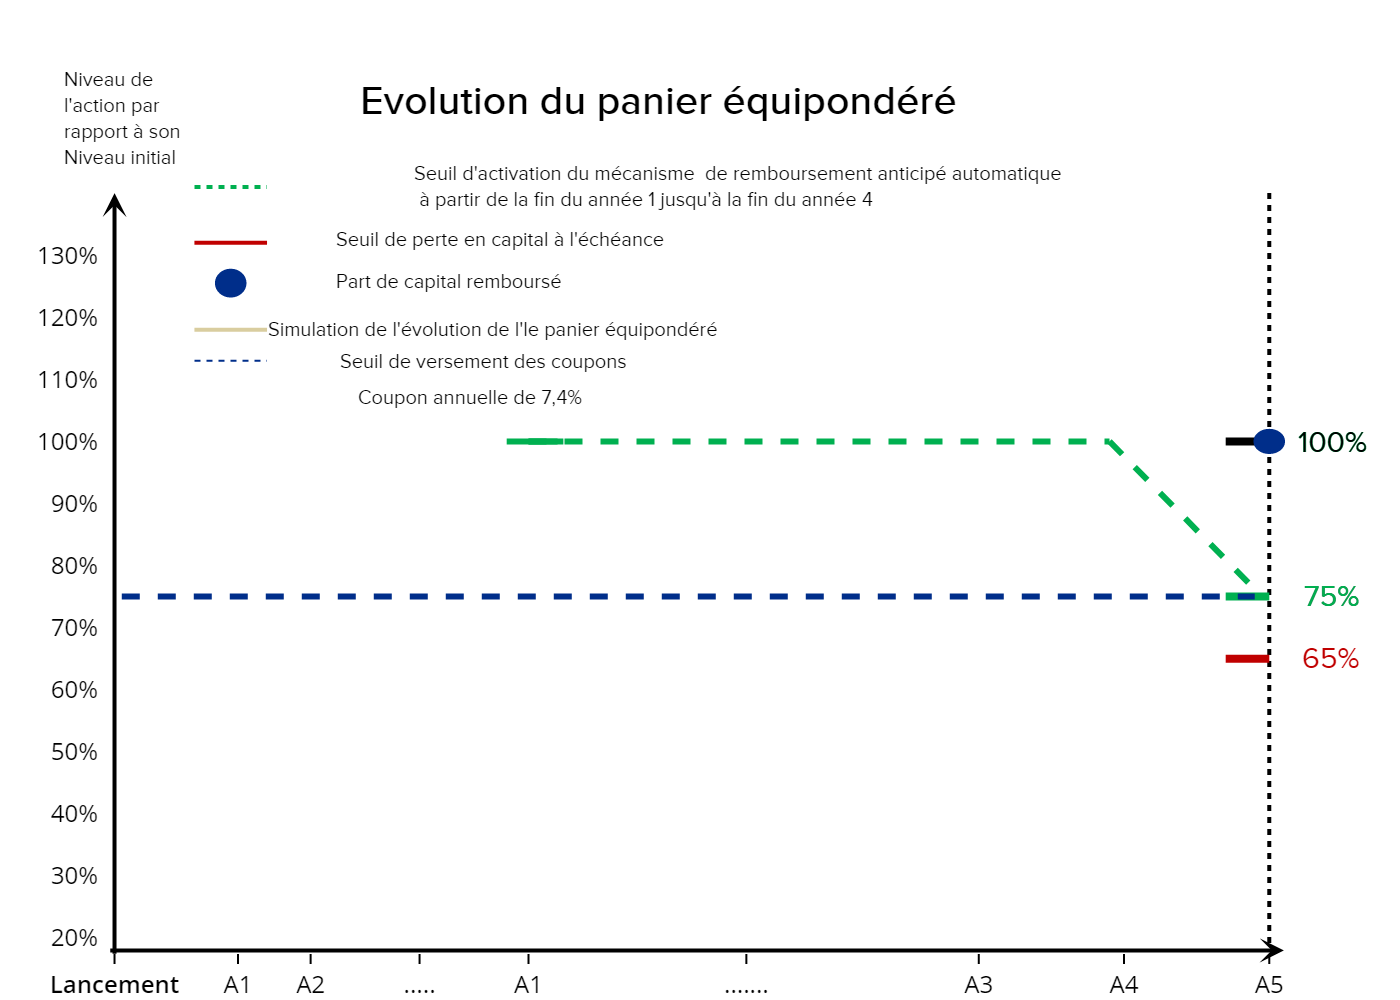 Niveau de
l'action par
rapport à son
Niveau initial
Evolution du panier équipondéré
Seuil d'activation du mécanisme  de remboursement anticipé automatique
à partir de la fin du année 1 jusqu'à la fin du année 4
Seuil de perte en capital à l'échéance
Part de capital remboursé
Simulation de l'évolution de l'le panier équipondéré
Seuil de versement des coupons
Coupon annuelle de 7,4%
130%
120%
110%
100%
90%
80%
70%
60%
50%
40%
30%
20%
100%
75%
65%
Lancement A1 A2 ..... A1 ....... A3 A4 A5